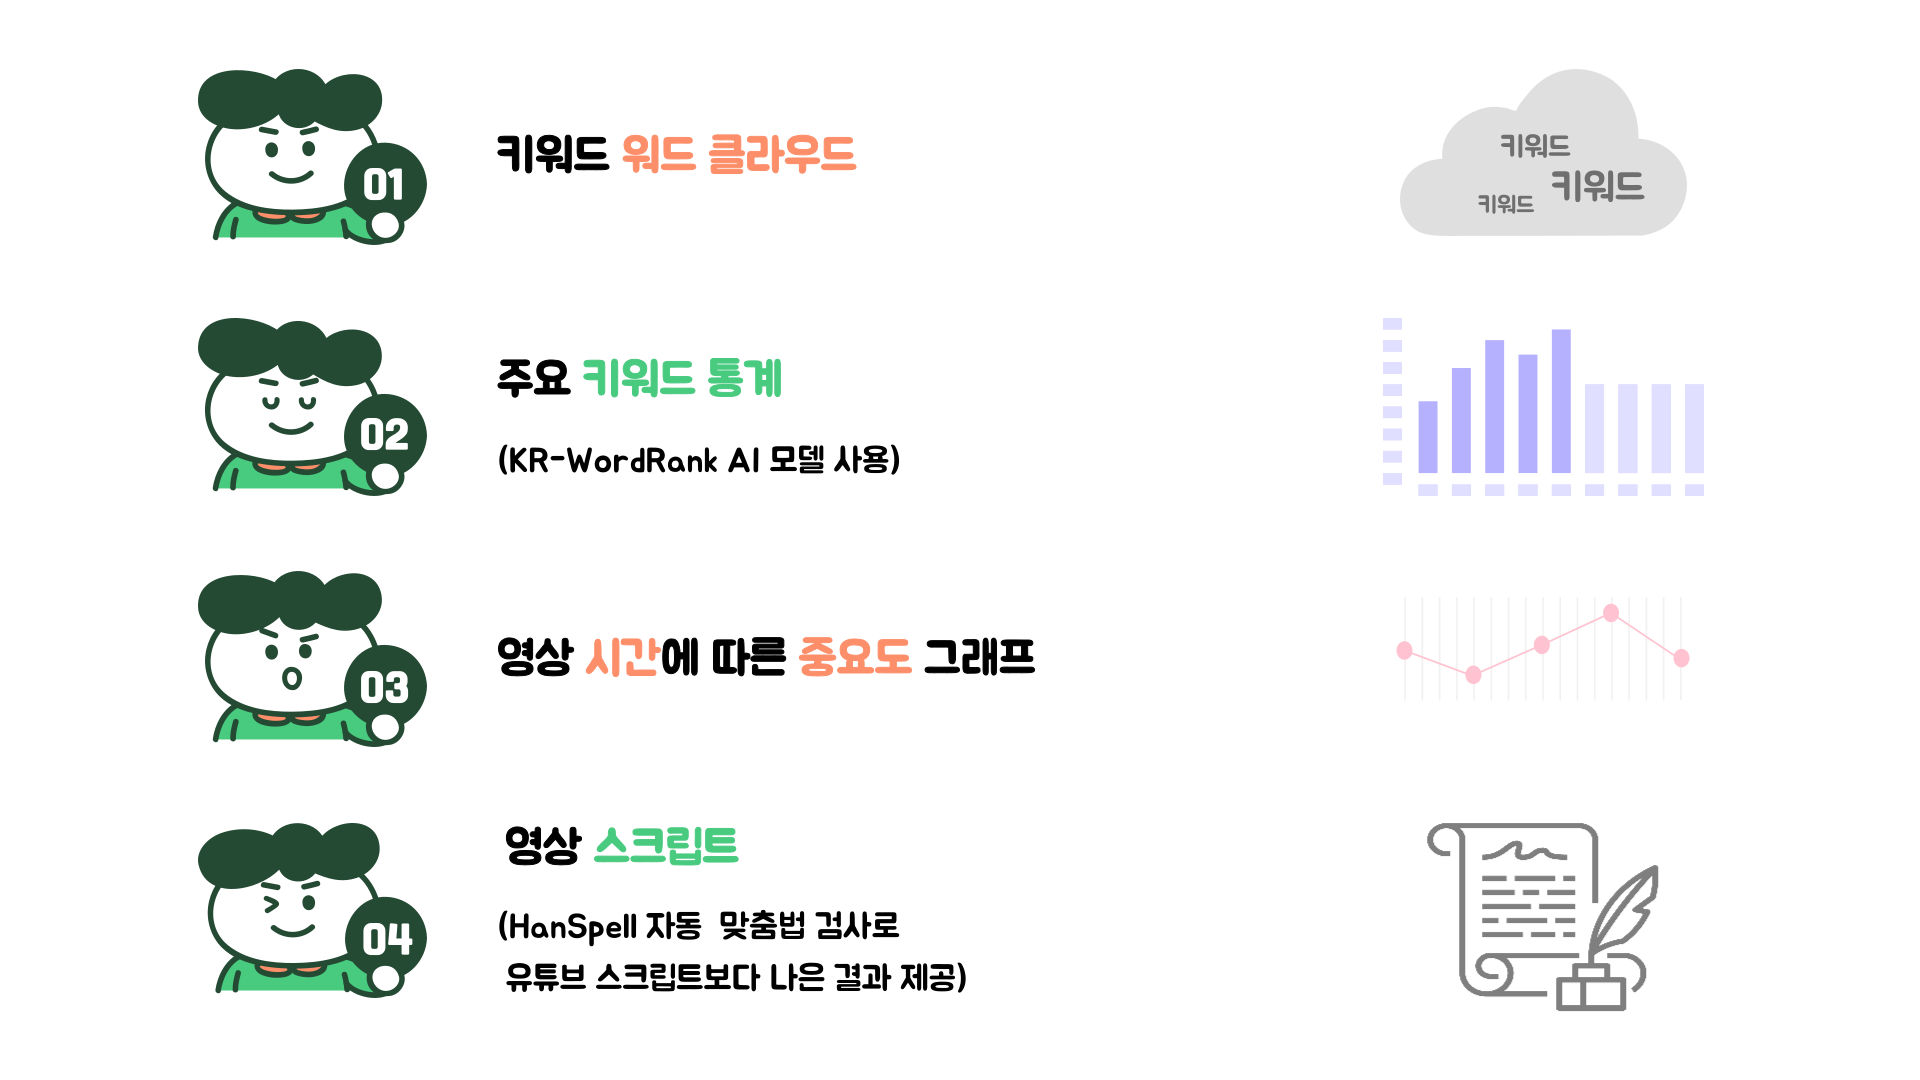 01
키워드 워드 클라우드
키워드
키워드
키워드
02
주요 키워드 통계
(KR-WordRank AI 모델 사용)
03
영상 시간에 따른 중요도 그래프
04
영상 스크립트
(HanSpell 자동 맞춤법 검사로
유튜브 스크립트보다 나은 결과 제공)